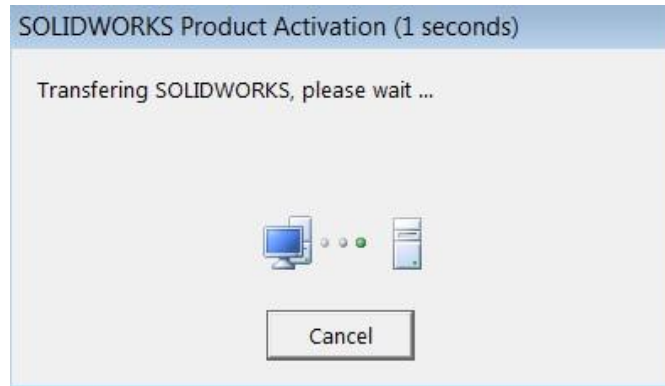 SOLIDWORKS Product Activation (1 seconds)
Transfering SOLIDWORKS, please wait ...
Cancel